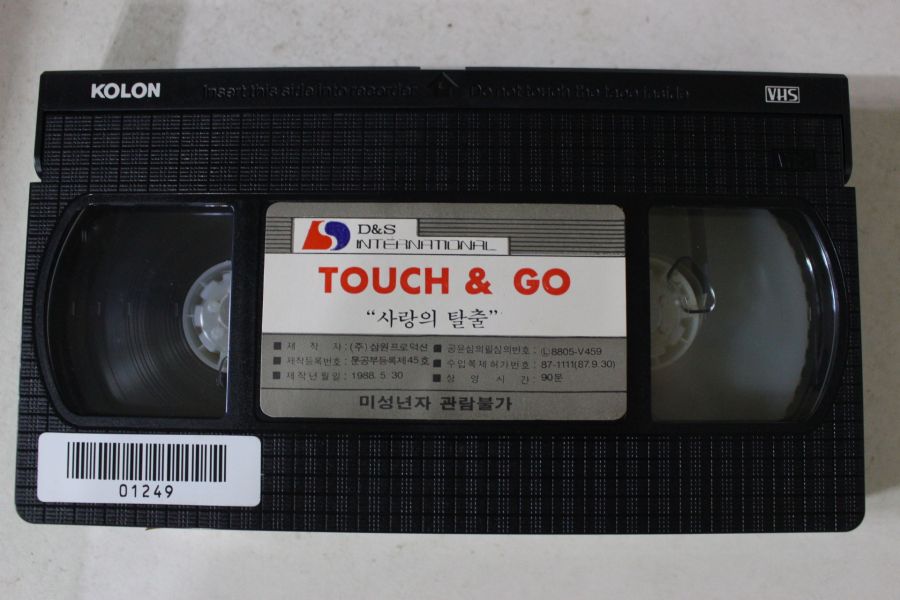 KOLON
Insert this side into recorder
Do not touch the tape inside
VHS
D&S
INTERNATIONAL
TOUCH & GO
“사랑의 탈출”
■ 제 작 자 : (주) 삼원프로덕션
■ 공윤심의필심의번호 : Ⓛ8805-V459
■ 제작등록번호 : 문공부등록제45호
■ 수입복제허가번호 : 87-1111(87.9.30)
■ 제작년월일 : 1988. 5. 30
■ 상 영 시 간 : 90분
미성년자 관람불가
01249